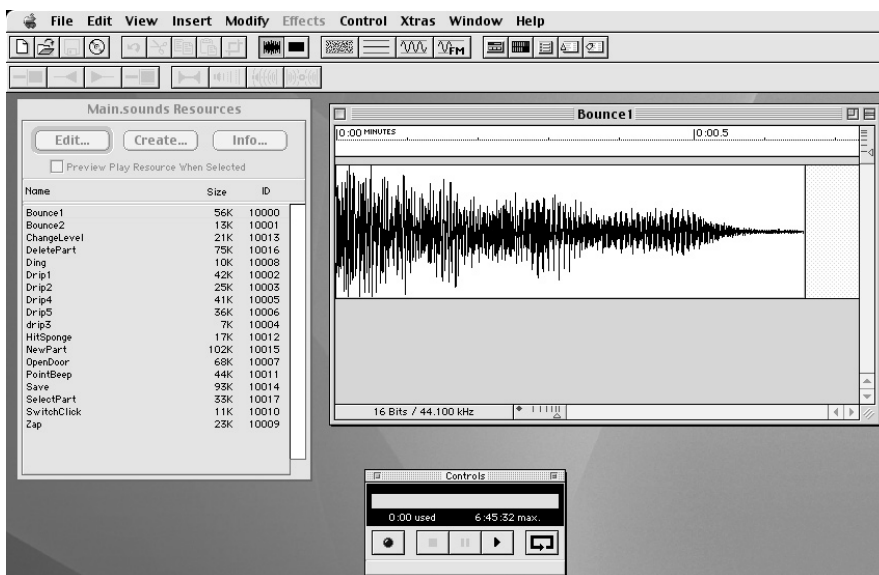 File Edit View Insert Modify Effects Control Xtras Window Help
FM
Main.sounds Resources
Edit... Create... Info...
Preview Play Resource When Selected
Name Size ID
Bounce1 56K 10000
Bounce2 13K 10001
ChangeLevel 21K 10013
DeletePart 75K 10016
Ding 10K 10008
Drip1 42K 10002
Drip2 25K 10003
Drip4 41K 10005
Drip5 36K 10006
drip3 7K 10004
HitSponge 17K 10012
NewPart 102K 10015
OpenDoor 68K 10007
PointBeep 44K 10011
Save 93K 10014
SelectPart 33K 10017
SwitchClick 11K 10010
Zap 23K 10009
Bounce1
0:00 MINUTES 0:00.5
16 Bits / 44.100 kHz
Controls
0:00 used 6:45:32 max.